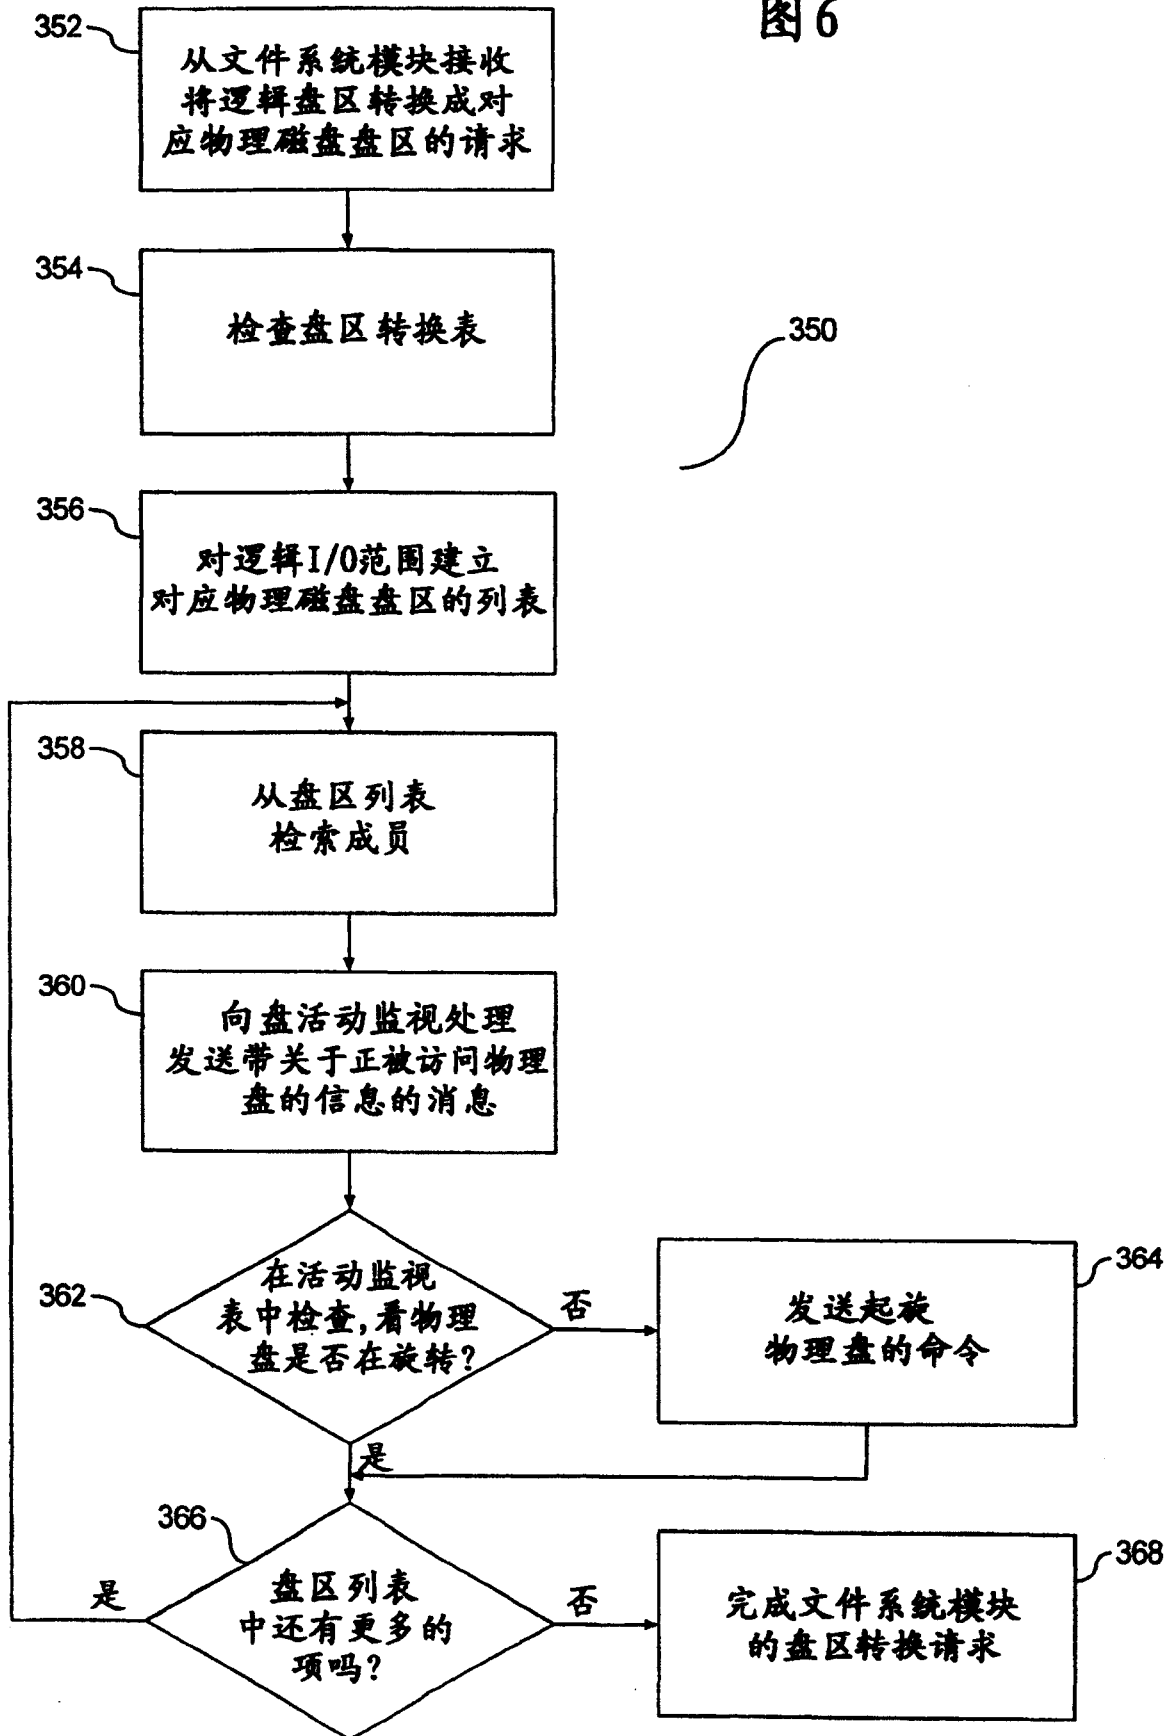 图6
352
从文件系统模块接收
将逻辑盘区转换成对
应物理磁盘盘区的请求
354
检查盘区转换表
350
356
对逻辑I/O范围建立
对应物理磁盘盘区的列表
358
从盘区列表
检索成员
360
向盘活动监视处理
发送带关于正被访问物理
盘的信息的消息
362
在活动监视
表中检查,看物理
盘是否在旋转?
否
364
发送起旋
物理盘的命令
是
366
盘区列表
中还有更多的
项吗?
是
否
368
完成文件系统模块
的盘区转换请求